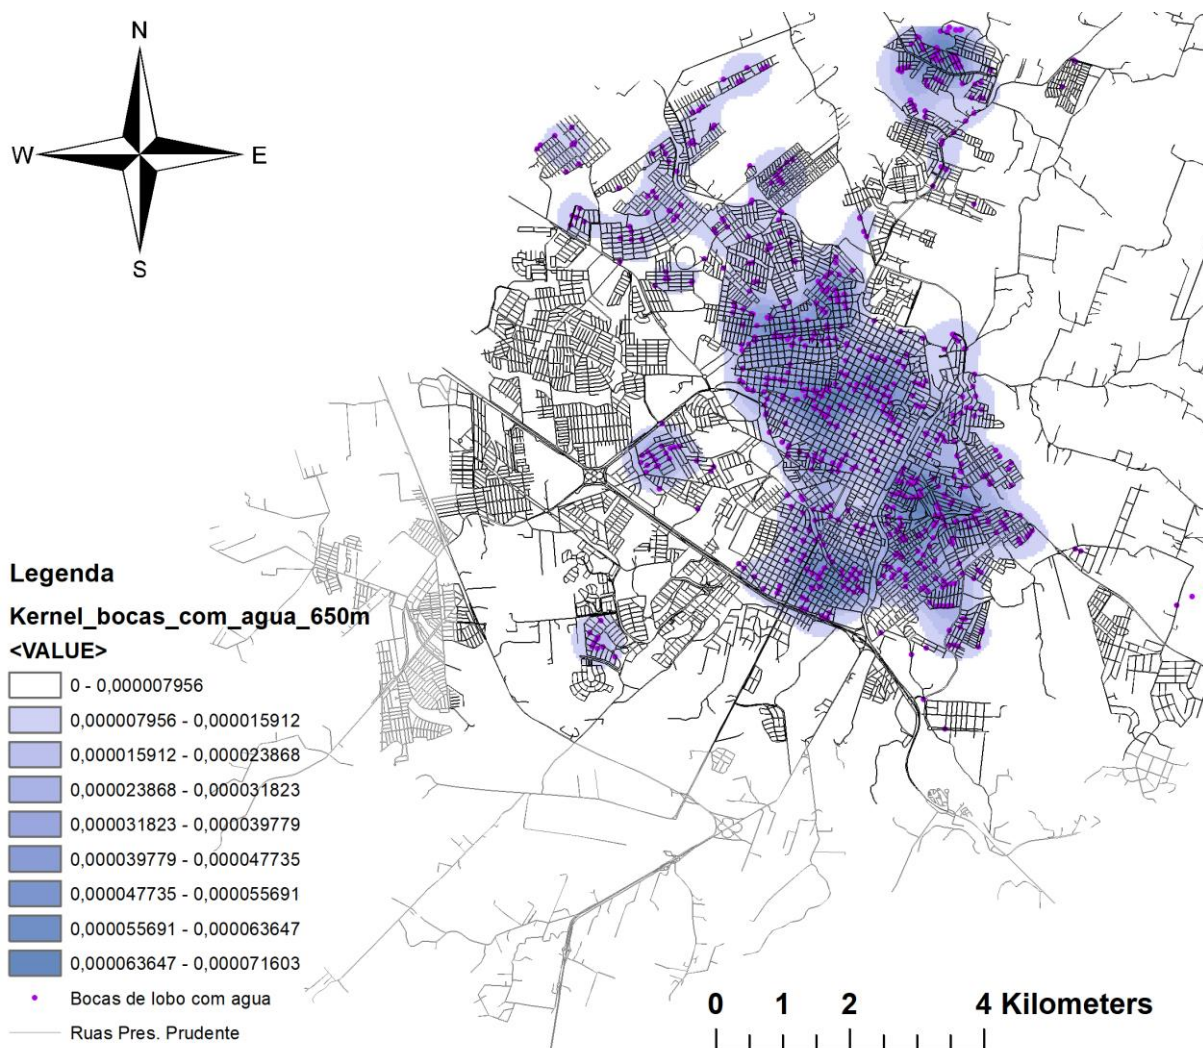 N
W
E
S
Legenda
Kernel_bocas_com_agua_650m
<VALUE>
0 - 0,000007956
0,000007956 - 0,000015912
0,000015912 - 0,000023868
0,000023868 - 0,000031823
0,000031823 - 0,000039779
0,000039779 - 0,000047735
0,000047735 - 0,000055691
0,000055691 - 0,000063647
0,000063647 - 0,000071603
Bocas de lobo com agua
Ruas Pres. Prudente
0 1 2 4 Kilometers